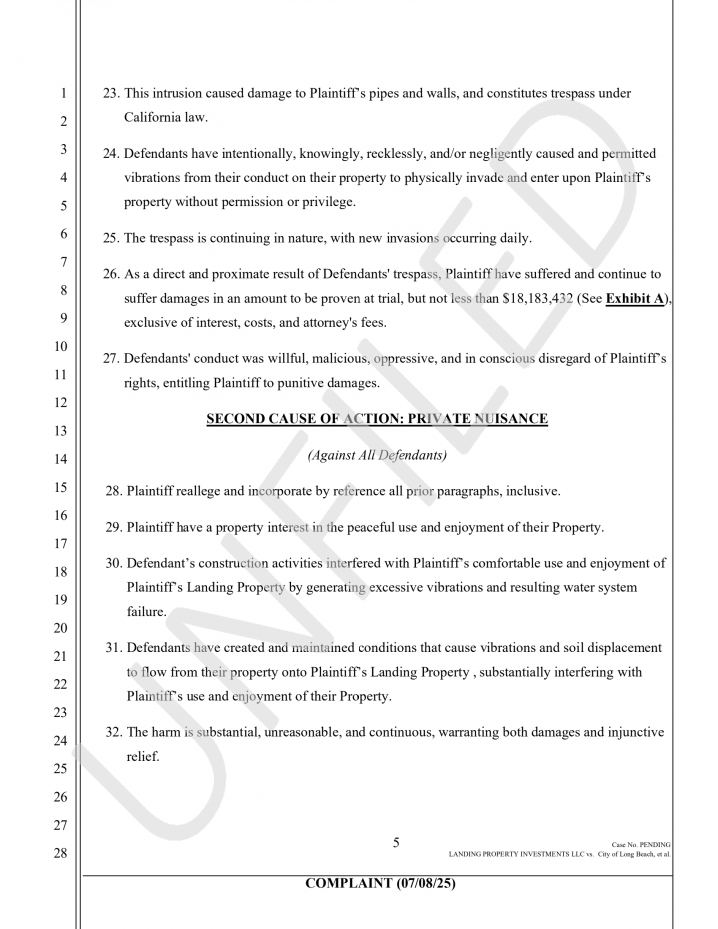 1
2
3
4
5
6
7
8
9
10
11
12
13
14
15
16
17
18
19
20
21
22
23
24
25
26
27
28
23. This intrusion caused damage to Plaintiff’s pipes and walls, and constitutes trespass under
California law.
24. Defendants have intentionally, knowingly, recklessly, and/or negligently caused and permitted
vibrations from their conduct on their property to physically invade and enter upon Plaintiff’s
property without permission or privilege.
25. The trespass is continuing in nature, with new invasions occurring daily.
26. As a direct and proximate result of Defendants' trespass, Plaintiff have suffered and continue to
suffer damages in an amount to be proven at trial, but not less than $18,183,432 (See Exhibit A),
exclusive of interest, costs, and attorney's fees.
27. Defendants' conduct was willful, malicious, oppressive, and in conscious disregard of Plaintiff’s
rights, entitling Plaintiff to punitive damages.
SECOND CAUSE OF ACTION: PRIVATE NUISANCE
(Against All Defendants)
28. Plaintiff reallege and incorporate by reference all prior paragraphs, inclusive.
29. Plaintiff have a property interest in the peaceful use and enjoyment of their Property.
30. Defendant’s construction activities interfered with Plaintiff’s comfortable use and enjoyment of
Plaintiff’s Landing Property by generating excessive vibrations and resulting water system
failure.
31. Defendants have created and maintained conditions that cause vibrations and soil displacement
to flow from their property onto Plaintiff’s Landing Property , substantially interfering with
Plaintiff’s use and enjoyment of their Property.
32. The harm is substantial, unreasonable, and continuous, warranting both damages and injunctive
relief.
UNFILED
5
Case No. PENDING
LANDING PROPERTY INVESTMENTS LLC vs. City of Long Beach, et al.
COMPLAINT (07/08/25)